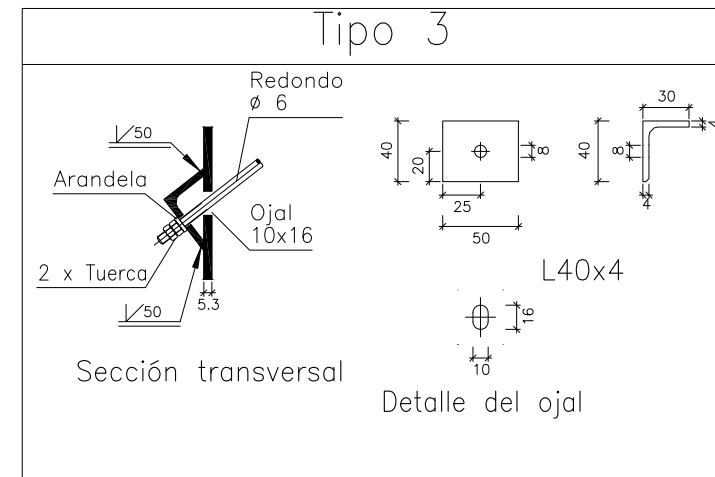 Tipo 3
Redondo
ø 6
50
Arandela
Ojal
10x16
2 x Tuerca
50
5.3
Sección transversal
40
20
8
25
50
30
4
40
8
4
L40x4
16
10
Detalle del ojal